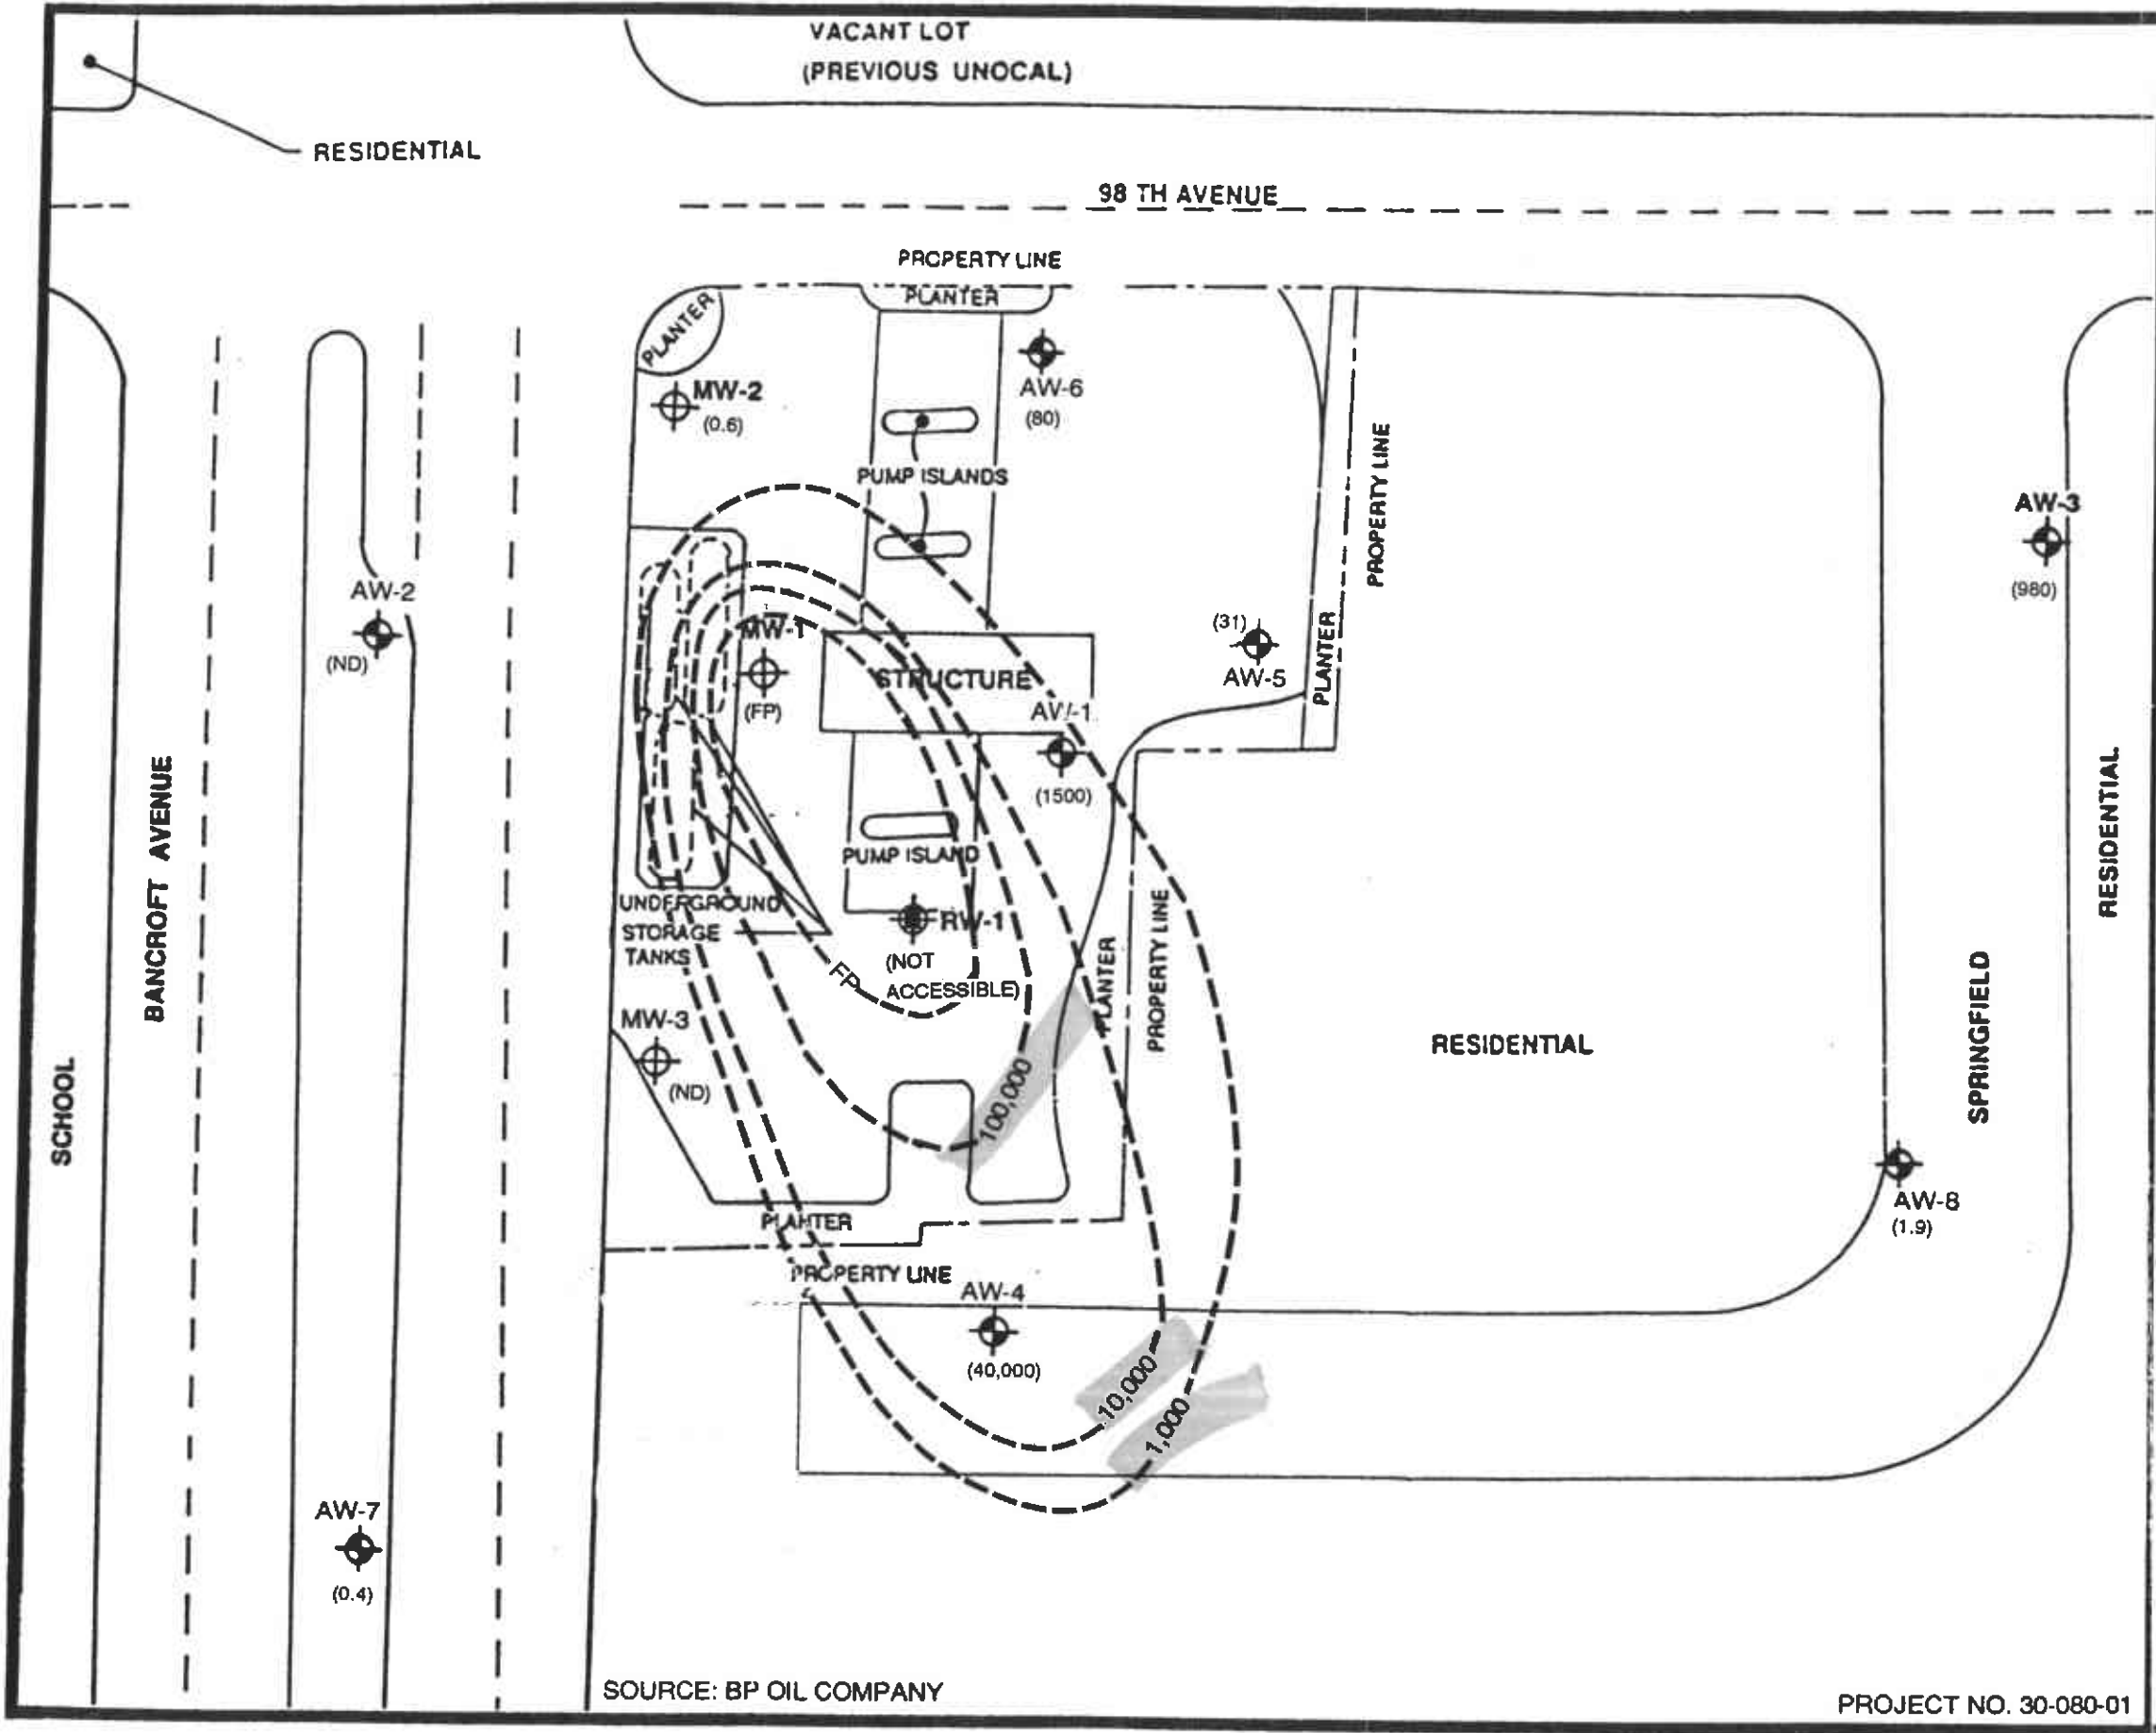 VACANT LOT
(PREVIOUS UNOCAL)
RESIDENTIAL
98 TH AVENUE
PROPERTY LINE
PLANTER
PLANTER
MW-2
(0.6)
AW-6
(80)
PUMP ISLANDS
PROPERTY LINE
AW-3
(980)
AW-2
(ND)
MW-1
(FP)
STRUCTURE
(31)
AW-5
PLANTER
AW-1
(1500)
PUMP ISLAND
UNDERGROUND
STORAGE
TANKS
RW-1
(NOT
ACCESSIBLE)
FP
PLANTER
PROPERTY LINE
BANCROFT AVENUE
SCHOOL
MW-3
(ND)
100,000
RESIDENTIAL
SPRINGFIELD
RESIDENTIAL
AW-8
(1.9)
PLANTER
PROPERTY LINE
AW-4
(40,000)
10,000
1,000
AW-7
(0.4)
SOURCE: BP OIL COMPANY
PROJECT NO. 30-080-01